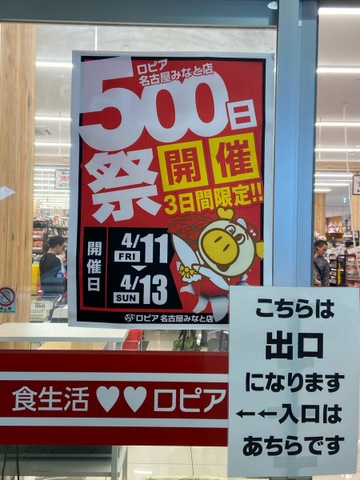 ロピア
名古屋みなと店
500日
祭 開催
3日間限定!!
開催日
4/11
FRI
4/13
SUN
ロピア 名古屋みなと店
食生活♥♥ロピア
こちらは
出口
になります
←←入口は
あちらです